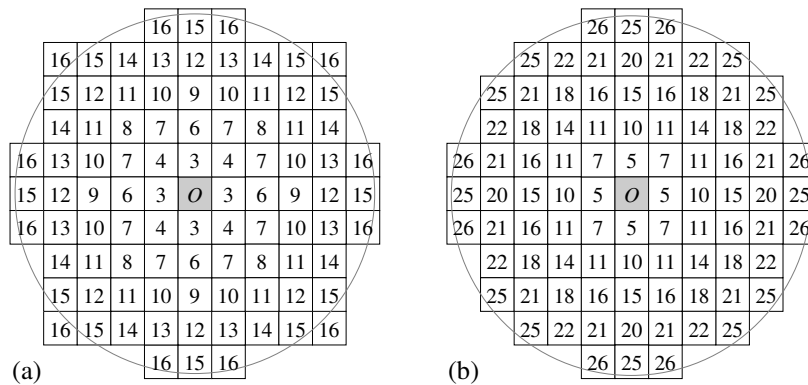 16 15 16 26 25 26
16 15 14 13 12 13 14 15 16 25 22 21 20 21 22 25
15 12 11 10 9 10 11 12 15 25 21 18 16 15 16 18 21 25
14 11 8 7 6 7 8 11 14 22 18 14 11 10 11 14 18 22
16 13 10 7 4 3 4 7 10 13 16 26 21 16 11 7 5 7 11 16 21 26
15 12 9 6 3 O 3 6 9 12 15 25 20 15 10 5 O 5 10 15 20 25
16 13 10 7 4 3 4 7 10 13 16 26 21 16 11 7 5 7 11 16 21 26
14 11 8 7 6 7 8 11 14 22 18 14 11 10 11 14 18 22
15 12 11 10 9 10 11 12 15 25 21 18 16 15 16 18 21 25
16 15 14 13 12 13 14 15 16 25 22 21 20 21 22 25
(a) 16 15 16 (b) 26 25 26